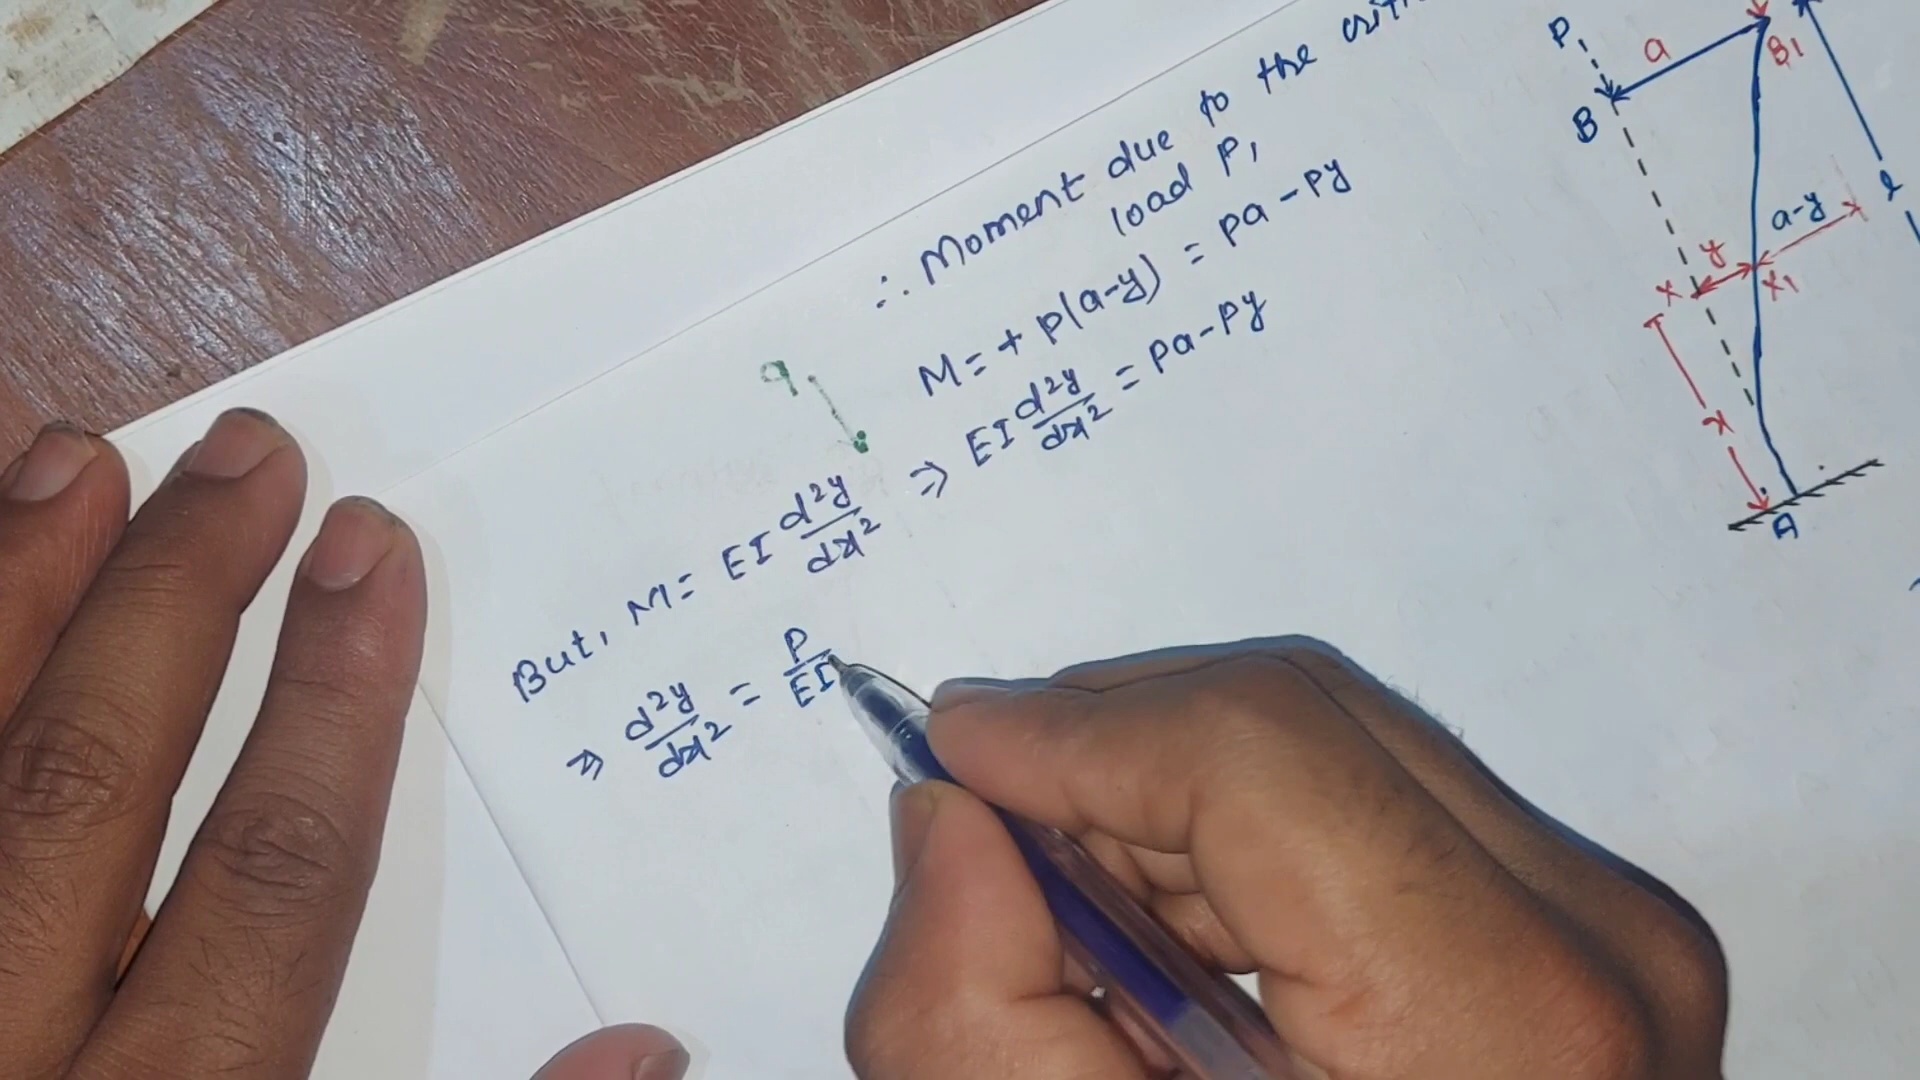 ∴ Moment due to the
load P,
M = + P(a-y) = Pa - Py
But, M = EI d²y/dx² ⇒ EI d²y/dx² = Pa - Py
⇒ d²y/dx² = P/EI
P
a
B₁
B
l
a-y
y
x
x₁
x
A